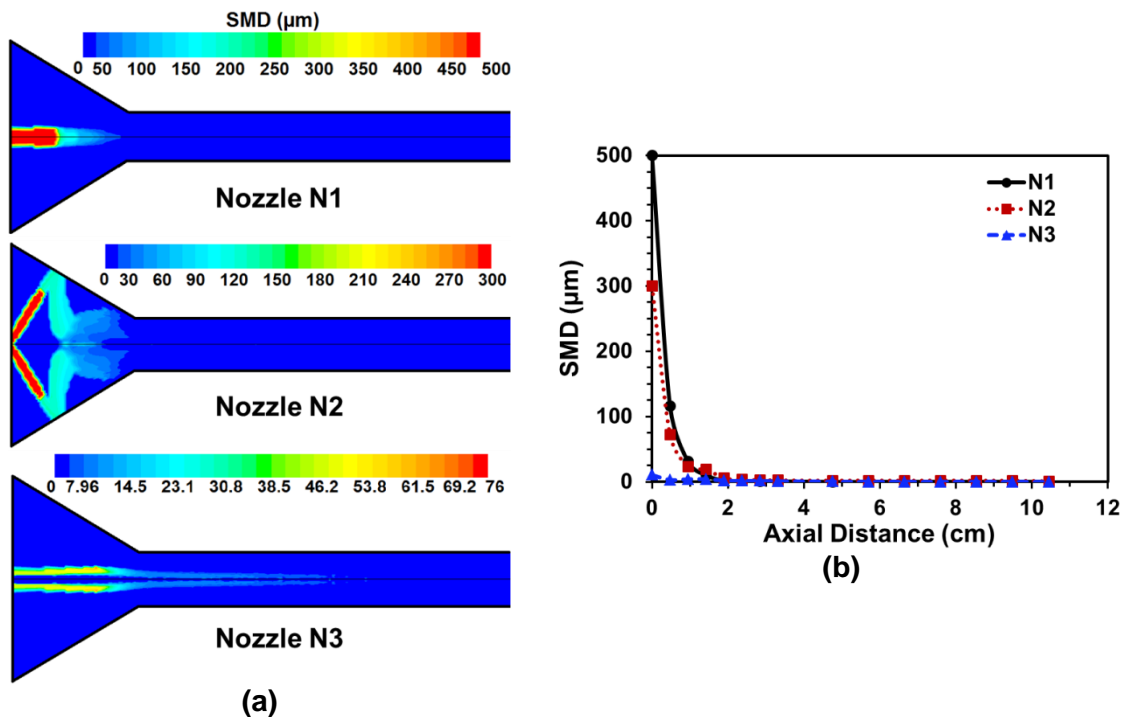 SMD (µm)
0 50 100 150 200 250 300 350 400 450 500
Nozzle N1
0 30 60 90 120 150 180 210 240 270 300
Nozzle N2
0 7.96 14.5 23.1 30.8 38.5 46.2 53.8 61.5 69.2 76
Nozzle N3
(a)
500
400
300
200
100
0
SMD (µm)
N1
N2
N3
0 2 4 6 8 10 12
Axial Distance (cm)
(b)